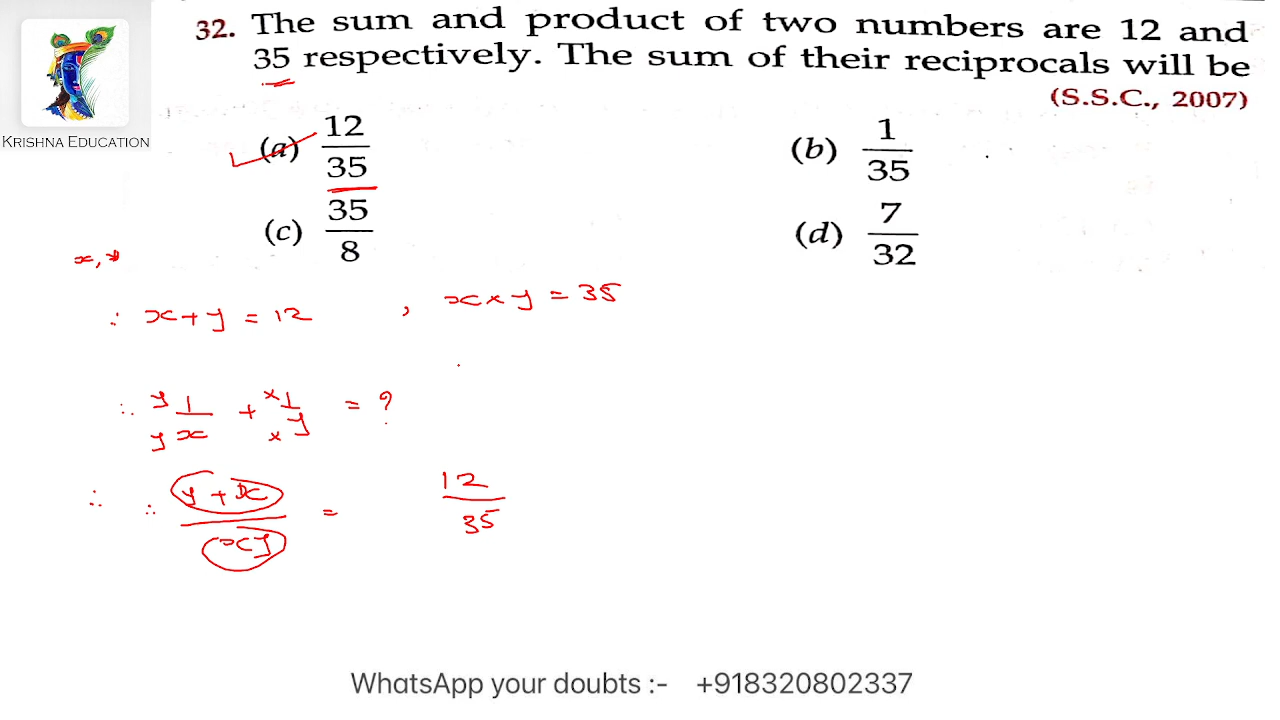 32. The sum and product of two numbers are 12 and
35 respectively. The sum of their reciprocals will be
(S.S.C., 2007)
KRISHNA EDUCATION
(a) 12/35 (b) 1/35
(c) 35/8 (d) 7/32
x, y
∴ x + y = 12 , x × y = 35
∴ y 1/y x + x 1/x y = ?
∴ ∴ y + x / xy = 12/35
WhatsApp your doubts :- +918320802337